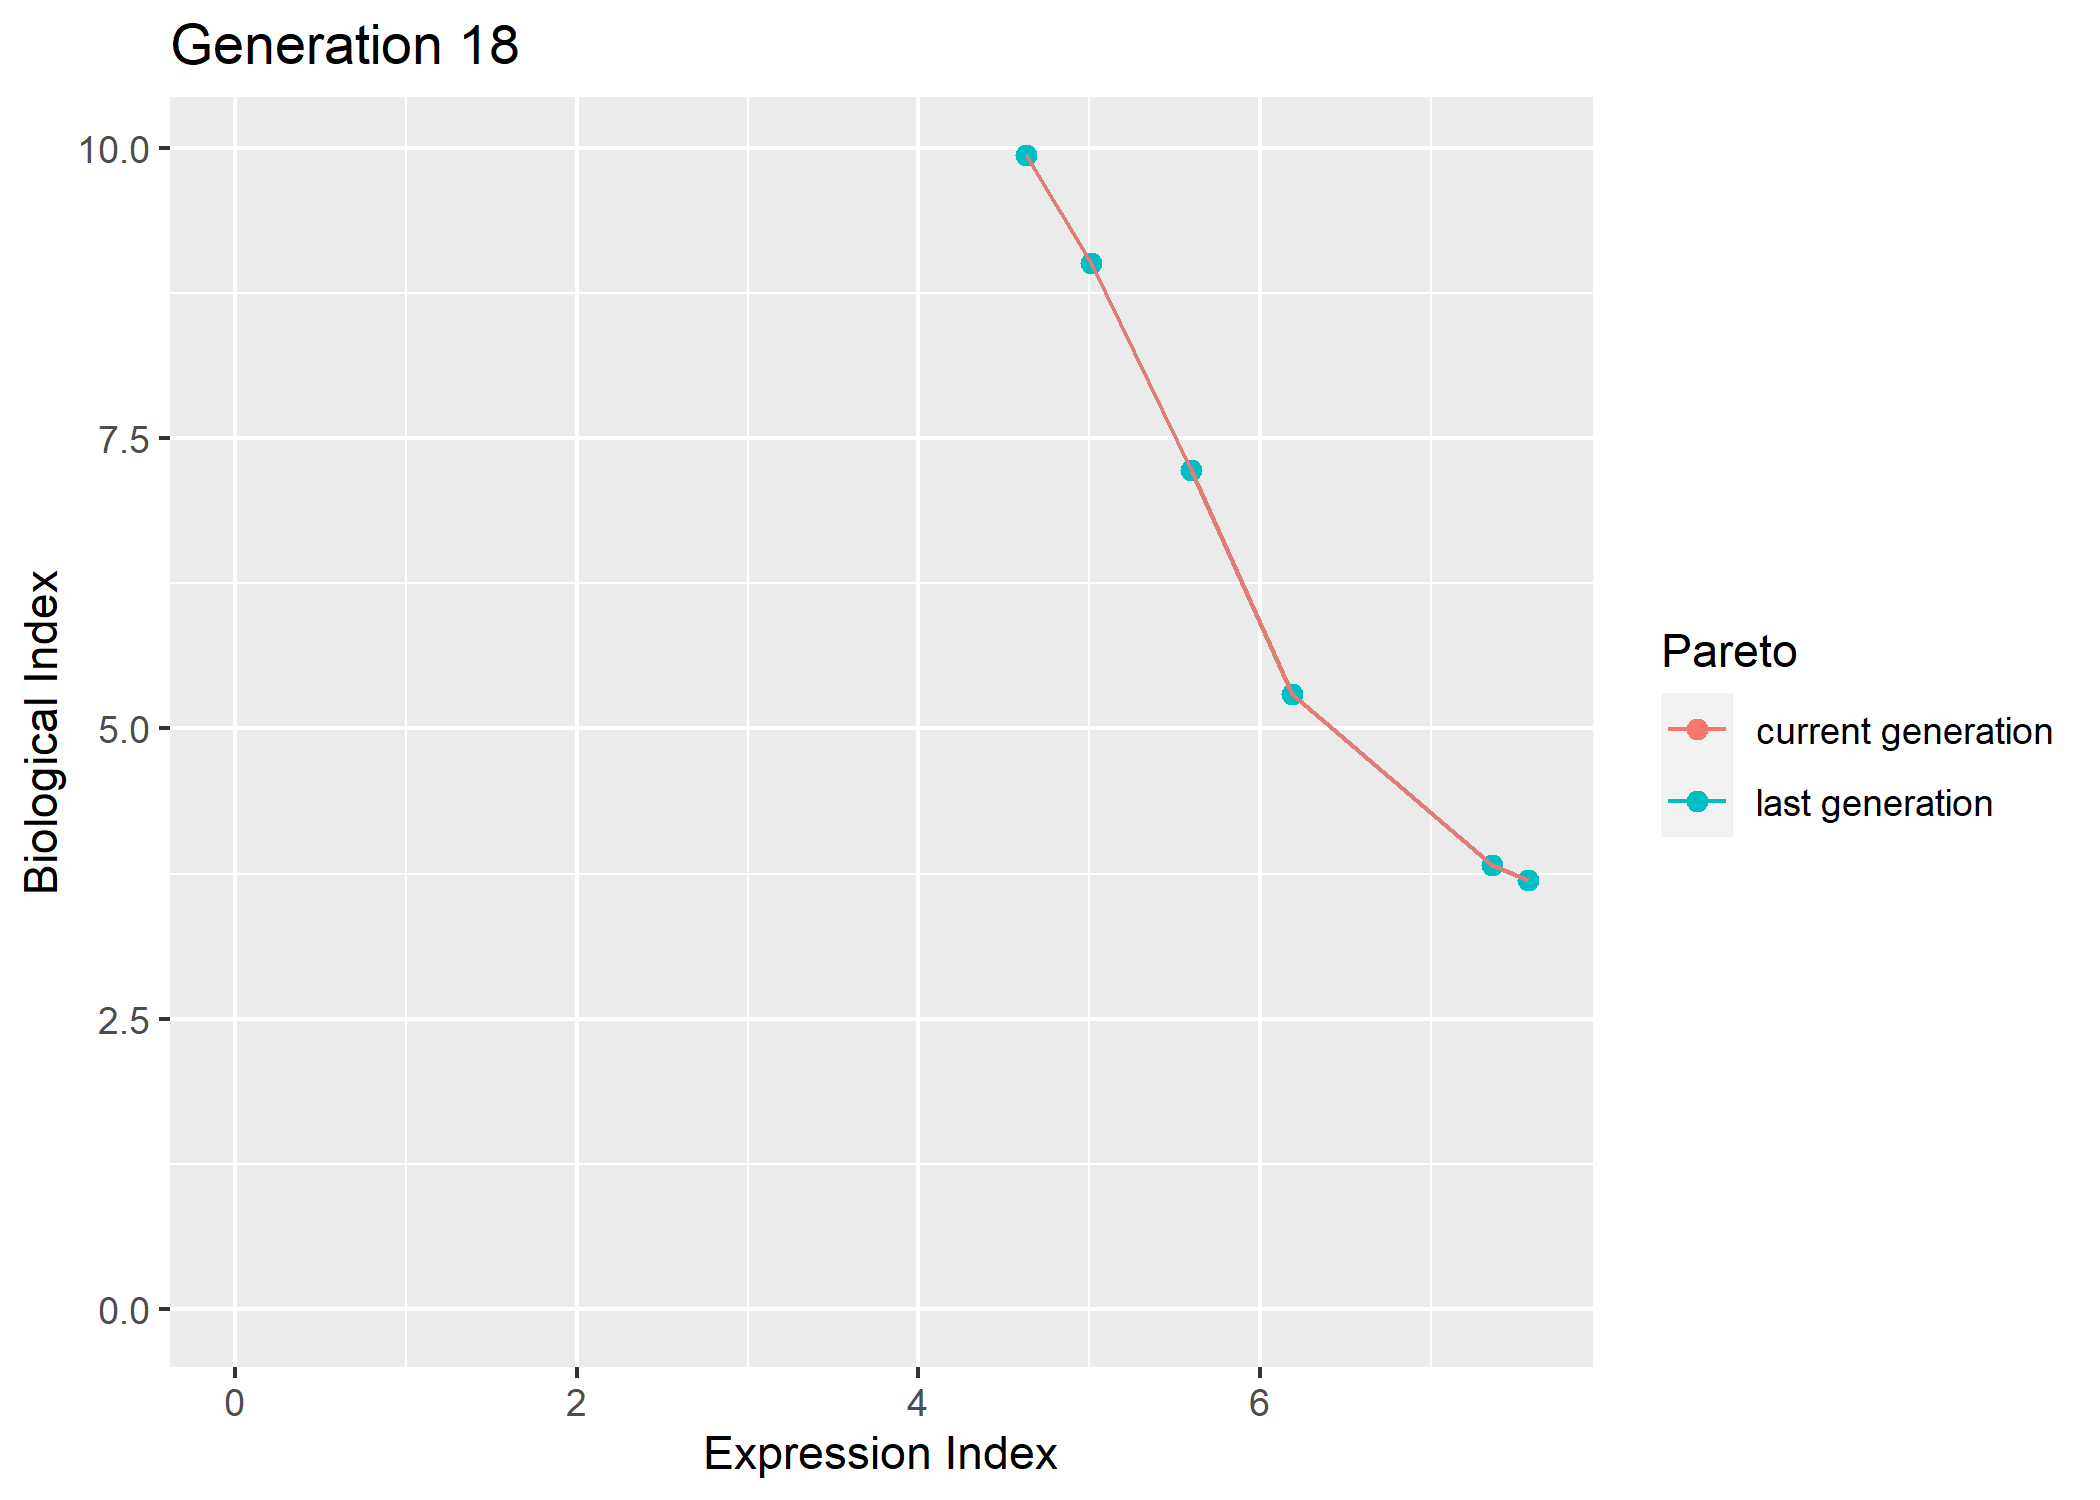 Generation 18
10.0
7.5
5.0
2.5
0.0
0
2
4
6
Expression Index
Biological Index
Pareto
current generation
last generation